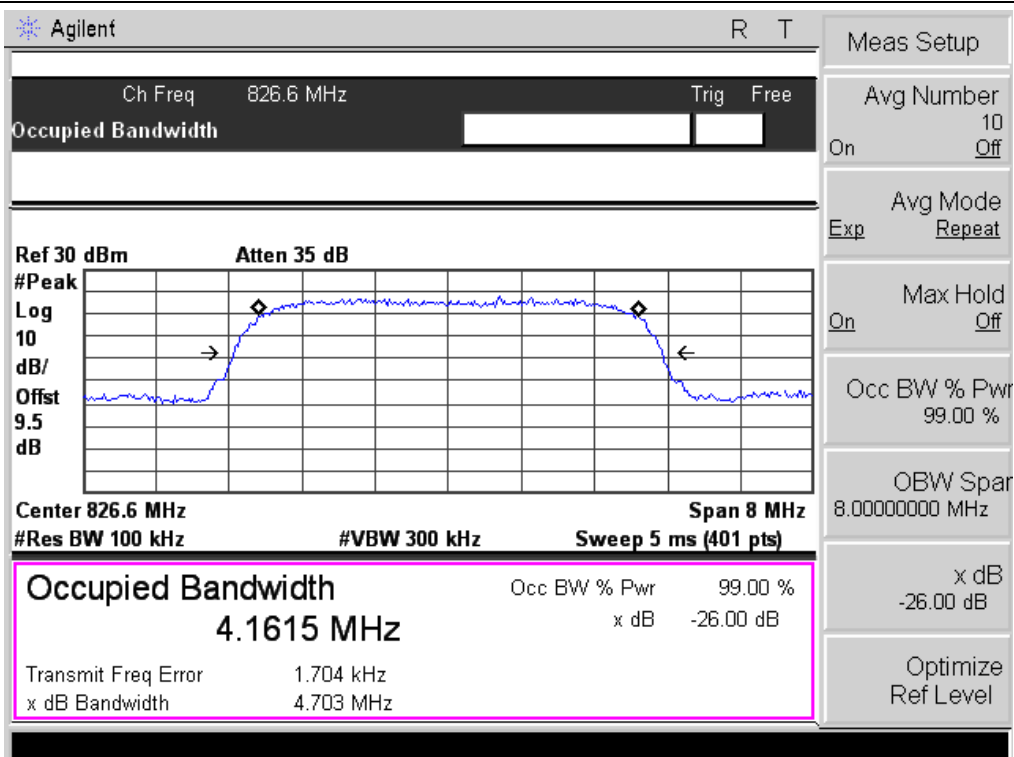 Agilent R T
Ch Freq 826.6 MHz Trig Free
Occupied Bandwidth
Ref 30 dBm Atten 35 dB
#Peak
Log
10
dB/
Offst
9.5
dB
Center 826.6 MHz Span 8 MHz
#Res BW 100 kHz #VBW 300 kHz Sweep 5 ms (401 pts)
Occupied Bandwidth Occ BW % Pwr 99.00 %
4.1615 MHz x dB -26.00 dB
Transmit Freq Error 1.704 kHz
x dB Bandwidth 4.703 MHz
Meas Setup
Avg Number
10
On Off
Avg Mode
Exp Repeat
Max Hold
On Off
Occ BW % Pwr
99.00 %
OBW Span
8.00000000 MHz
x dB
-26.00 dB
Optimize
Ref Level